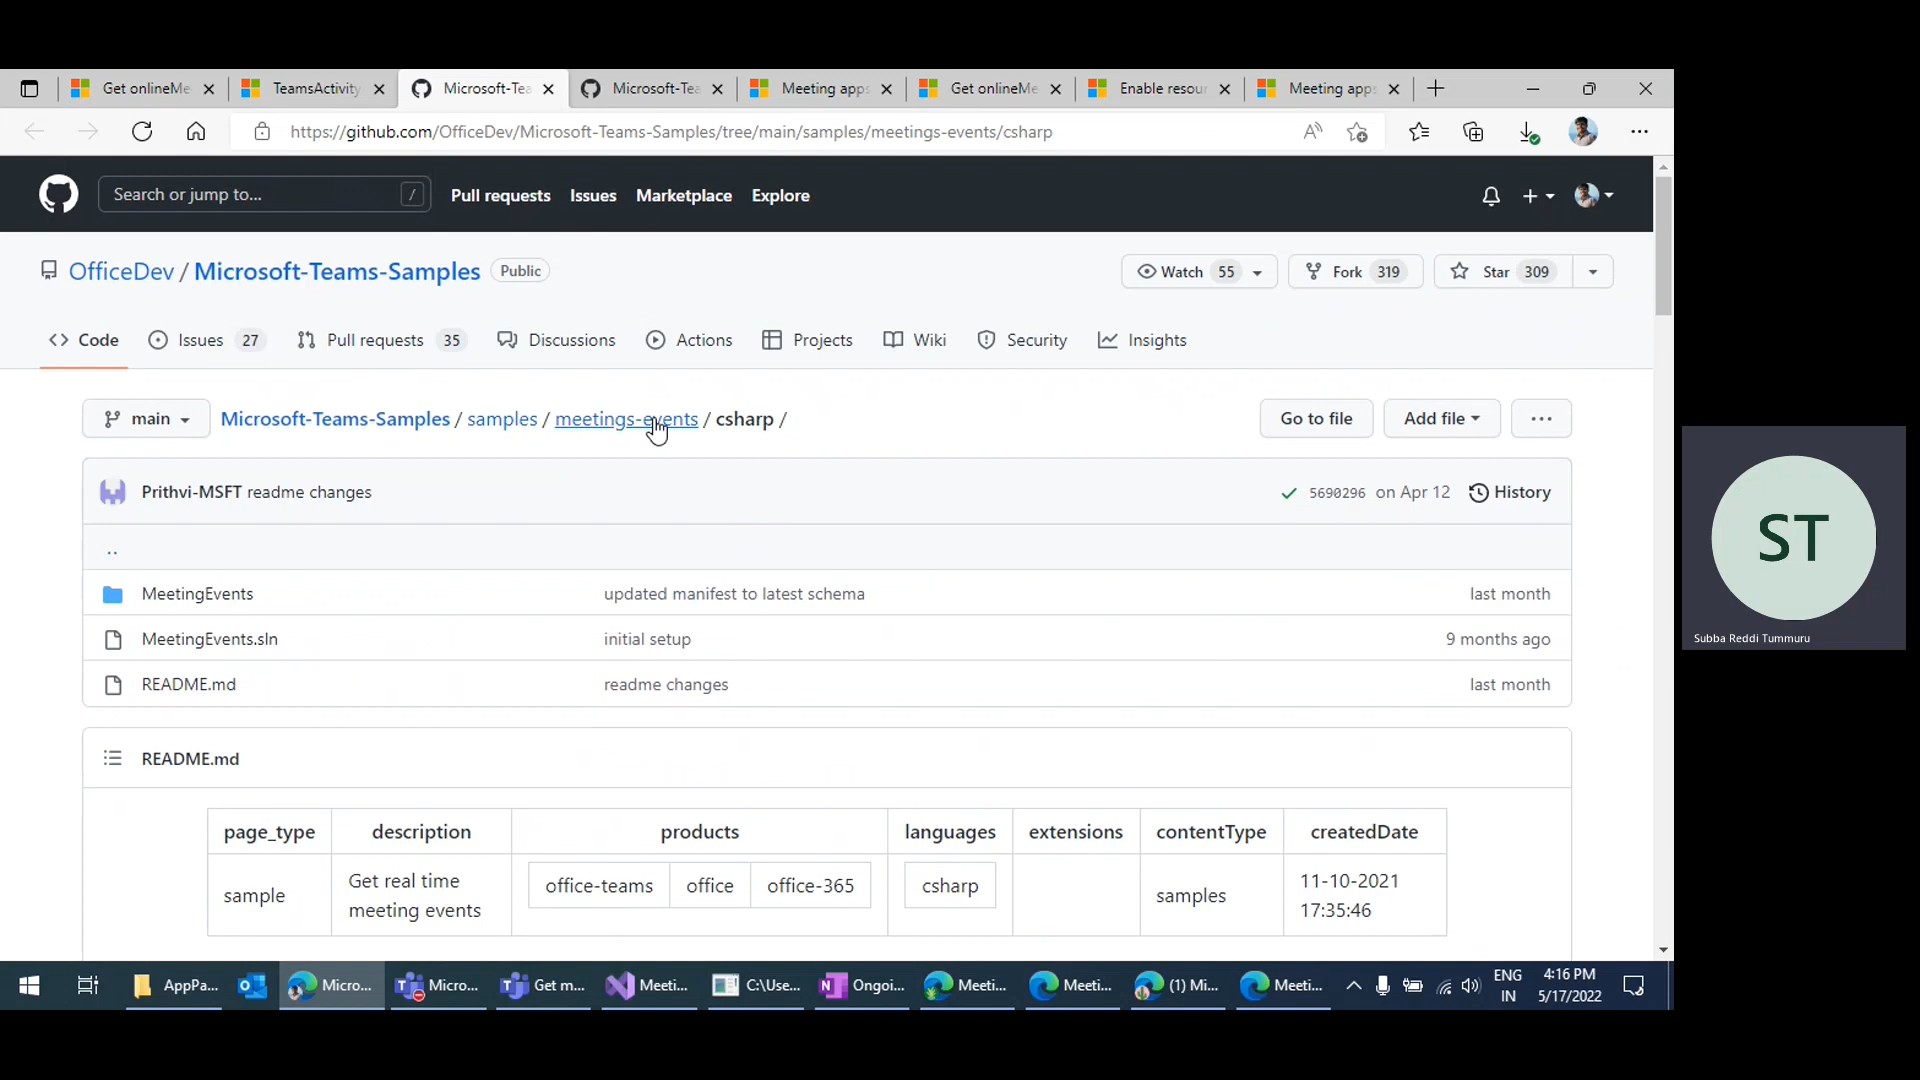 Get onlineMe
TeamsActivity
Microsoft-Tea
Microsoft-Tea
Meeting apps
Get onlineMe
Enable resour
Meeting apps
https://github.com/OfficeDev/Microsoft-Teams-Samples/tree/main/samples/meetings-events/csharp
Search or jump to... /
Pull requests
Issues
Marketplace
Explore
OfficeDev / Microsoft-Teams-Samples Public
Watch 55
Fork 319
Star 309
Code
Issues 27
Pull requests 35
Discussions
Actions
Projects
Wiki
Security
Insights
main
Microsoft-Teams-Samples / samples / meetings-events / csharp /
Go to file
Add file
...
Prithvi-MSFT readme changes
5690296 on Apr 12
History
..
MeetingEvents updated manifest to latest schema last month
MeetingEvents.sln initial setup 9 months ago
README.md readme changes last month
README.md
page_type description products languages extensions contentType createdDate
sample
Get real time
meeting events
office-teams office office-365
csharp
samples
11-10-2021
17:35:46
ST
Subba Reddi Tummuru
AppPa...
Micro...
Micro...
Get m...
Meeti...
C:\Use...
Ongoi...
Meeti...
Meeti...
(1) Mi...
Meeti...
ENG
IN
4:16 PM
5/17/2022